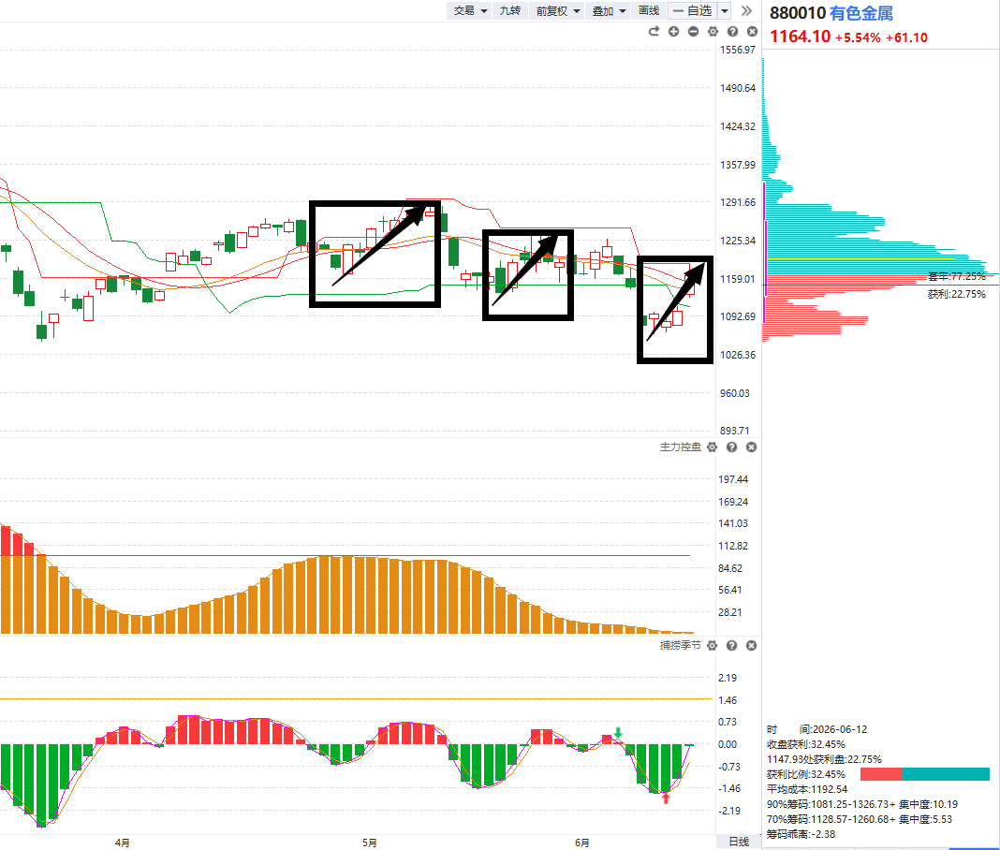 交易 九转 前复权 叠加 画线 一自选
880010 有色金属
1164.10 +5.54% +61.10
1556.97
1490.64
1424.32
1357.99
1291.66
1225.34
1159.01
1092.69
1026.36
960.03
893.71
套牢:77.25%
获利:22.75%
主力控盘
197.44
169.24
141.03
112.82
84.62
56.41
28.21
捕捞季节
2.19
1.46
0.73
0.00
-0.73
-1.46
-2.19
时 间:2026-06-12
收盘获利:32.45%
1147.93处获利盘:22.75%
获利比例:32.45%
平均成本:1192.54
90%筹码:1081.25-1326.73+ 集中度:10.19
70%筹码:1128.57-1260.68+ 集中度:5.53
筹码乖离:-2.38
4月 5月 6月 日线